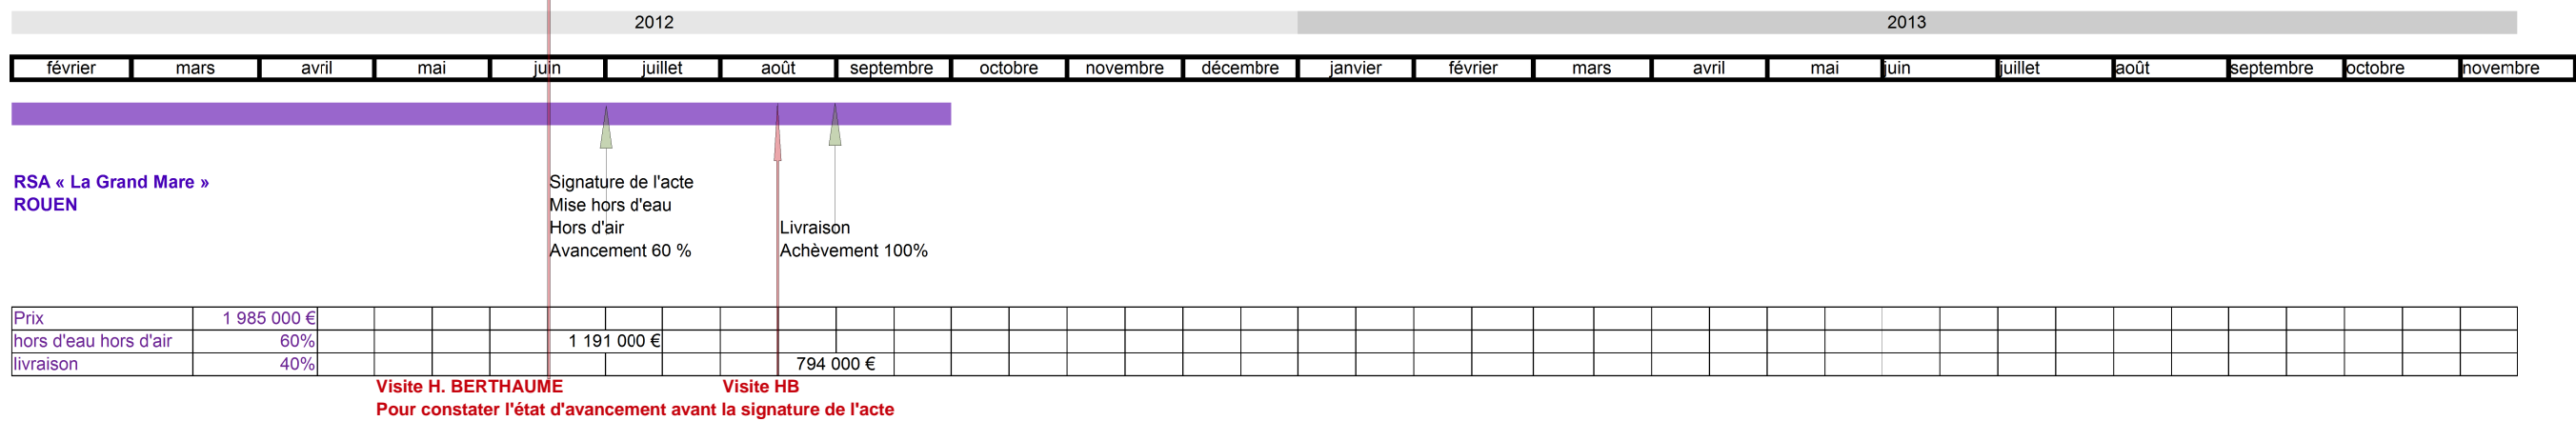 2012 2013
février mars avril mai juin juillet août septembre octobre novembre décembre janvier février mars avril mai juin juillet août septembre octobre novembre
RSA « La Grand Mare » Signature de l'acte
ROUEN Mise hors d'eau
Hors d'air Livraison
Avancement 60 % Achèvement 100%
Prix 1 985 000 €
hors d'eau hors d'air 60% 1 191 000 €
livraison 40% 794 000 €
Visite H. BERTHAUME Visite HB
Pour constater l'état d'avancement avant la signature de l'acte